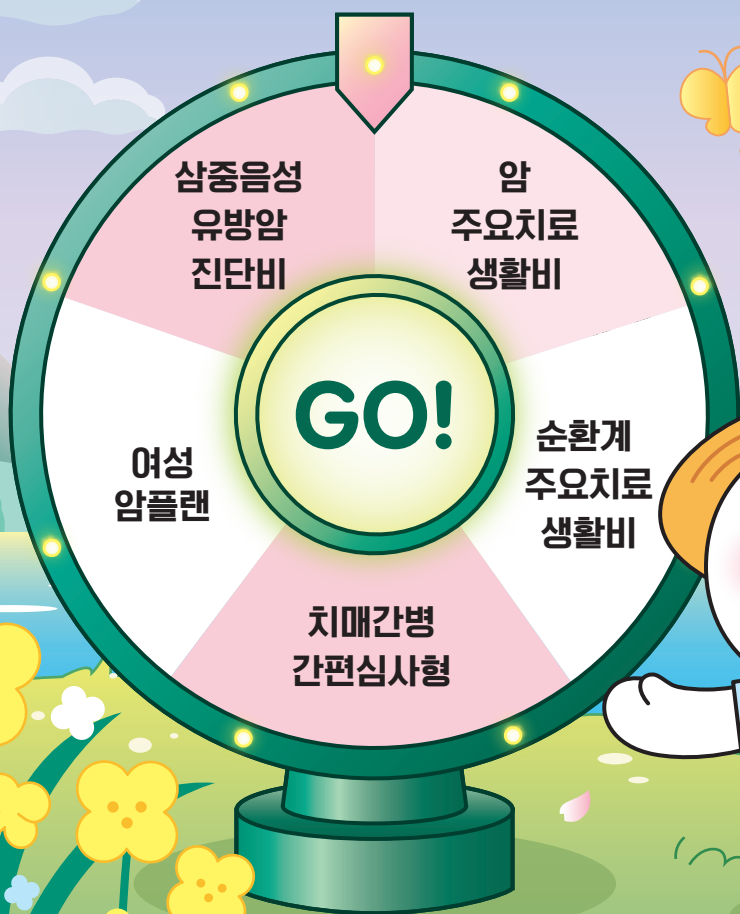 삼중음성
유방암
진단비
암
주요치료
생활비
GO!
여성
암플랜
순환계
주요치료
생활비
치매간병
간편심사형